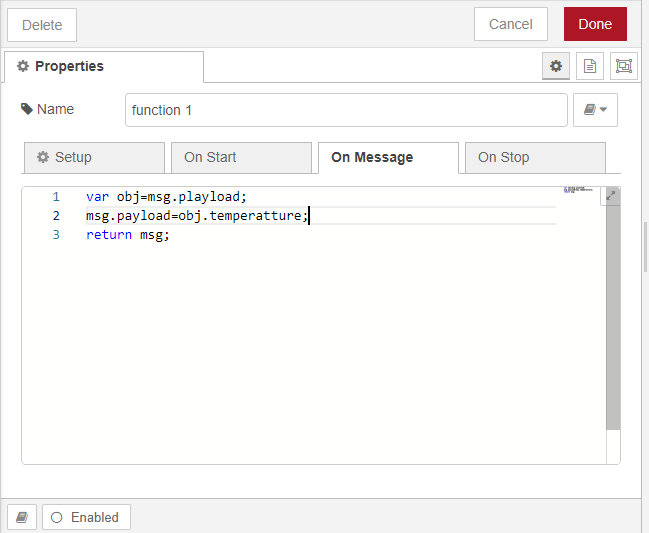 Delete
Cancel
Done
Properties
Name
function 1
Setup
On Start
On Message
On Stop
1 var obj=msg.playload;
2 msg.payload=obj.temperatture;
3 return msg;
Enabled